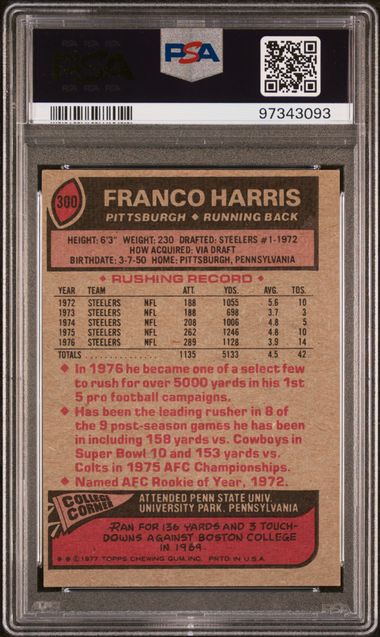 PSA
PSA
97343093
300
FRANCO HARRIS
PITTSBURGH ♦ RUNNING BACK
HEIGHT: 6'3" WEIGHT: 230 DRAFTED: STEELERS #1-1972
HOW ACQUIRED: VIA DRAFT
BIRTHDATE: 3-7-50 HOME: PITTSBURGH, PENNSYLVANIA
♦ RUSHING RECORD ♦
YEAR TEAM ATT. YDS. AVG. TDS.
1972 STEELERS NFL 188 1055 5.6 10
1973 STEELERS NFL 188 698 3.7 3
1974 STEELERS NFL 208 1006 4.8 5
1975 STEELERS NFL 262 1246 4.8 10
1976 STEELERS NFL 289 1128 3.9 14
TOTALS 1135 5133 4.5 42
♦ In 1976 he became one of a select few
to rush for over 5000 yards in his 1st
5 pro football campaigns.
♦ Has been the leading rusher in 8 of
the 9 post-season games he has been
in including 158 yards vs. Cowboys in
Super Bowl 10 and 153 yards vs.
Colts in 1975 AFC Championships.
♦ Named AFC Rookie of Year, 1972.
COLLEGE
CORNER
ATTENDED PENN STATE UNIV.
UNIVERSITY PARK, PENNSYLVANIA
RAN FOR 136 YARDS AND 3 TOUCH-
DOWNS AGAINST BOSTON COLLEGE
IN 1969.
★ ★ © 1977 TOPPS CHEWING GUM, INC. PRTD IN U.S.A.